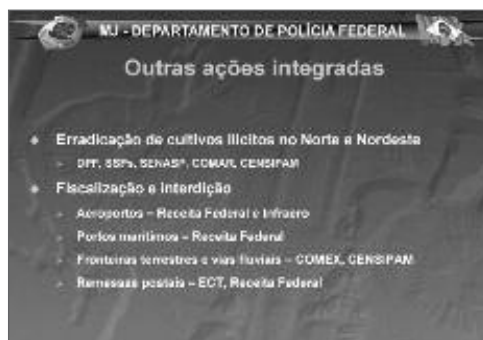 MJ - DEPARTAMENTO DE POLÍCIA FEDERAL
Outras ações integradas
Erradicação de cultivos ilícitos no Norte e Nordeste
DPF, SSPs, SENASP, COMAR, CENSIPAM
Fiscalização e interdição
Aeroportos – Receita Federal e Infraero
Portos marítimos – Receita Federal
Fronteiras terrestres e vias fluviais – COMEX, CENSIPAM
Remessas postais – ECT, Receita Federal